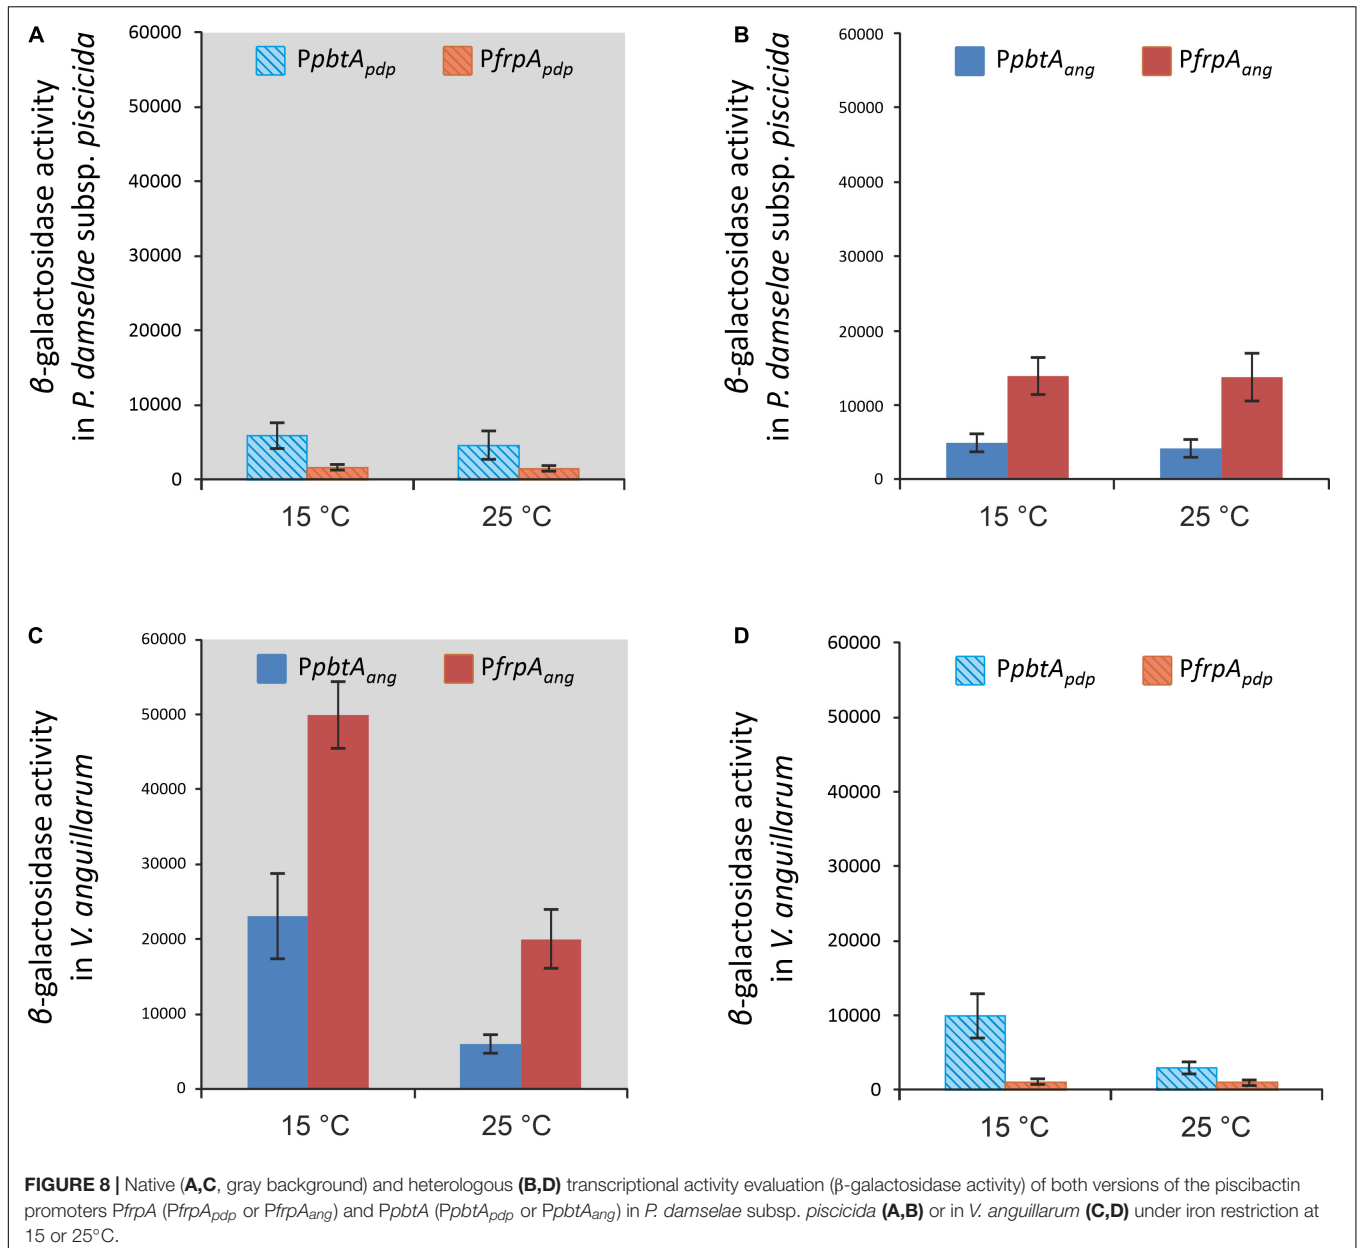 A
60000
50000
40000
30000
20000
10000
0
β-galactosidase activity
in P. damselae subsp. piscicida
PpbtApdp
PfrpApdp
15 °C
25 °C
B
60000
50000
40000
30000
20000
10000
0
β-galactosidase activity
in P. damselae subsp. piscicida
PpbtAang
PfrpAang
15 °C
25 °C
C
60000
50000
40000
30000
20000
10000
0
β-galactosidase activity
in V. anguillarum
PpbtAang
PfrpAang
15 °C
25 °C
D
60000
50000
40000
30000
20000
10000
0
β-galactosidase activity
in V. anguillarum
PpbtApdp
PfrpApdp
15 °C
25 °C
FIGURE 8 | Native (A,C, gray background) and heterologous (B,D) transcriptional activity evaluation (β-galactosidase activity) of both versions of the piscibactin
promoters PfrpA (PfrpApdp or PfrpAang) and PpbtA (PpbtApdp or PpbtAang) in P. damselae subsp. piscicida (A,B) or in V. anguillarum (C,D) under iron restriction at
15 or 25°C.